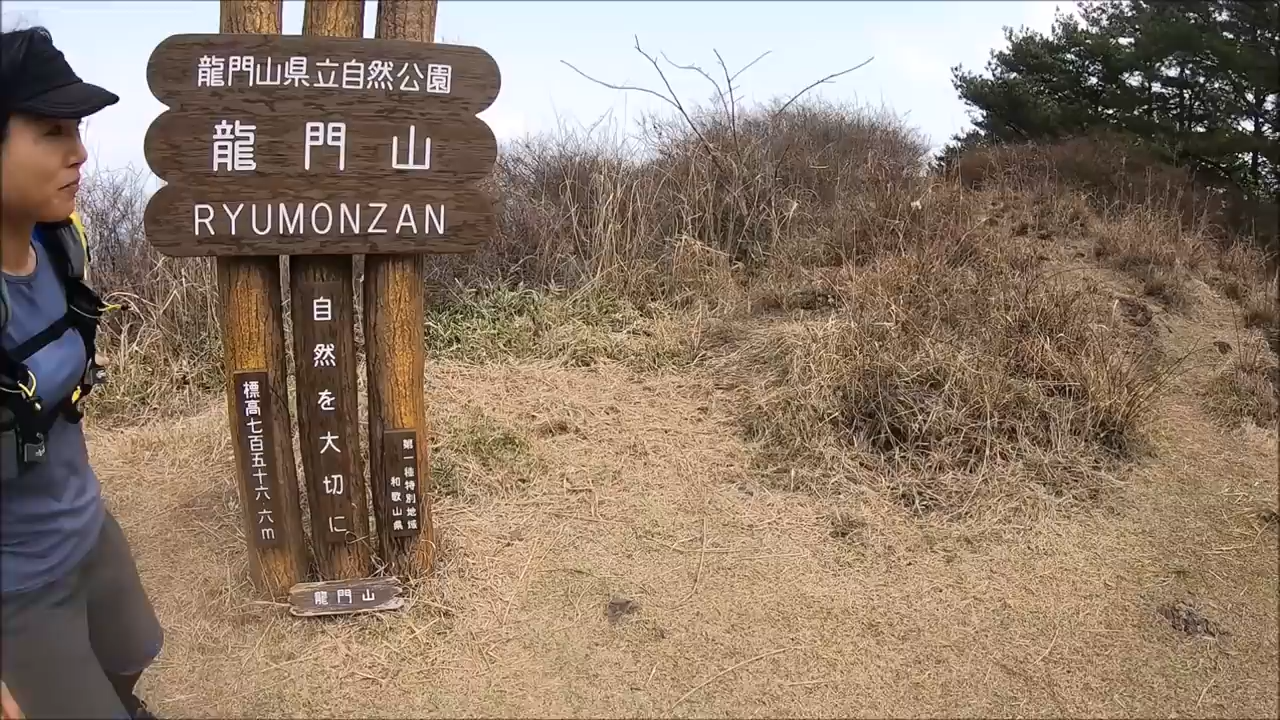 龍門山県立自然公園
龍門山
RYUMONZAN
自然を大切に
標高七百五十六.六m
第一種特別地域
和歌山県
龍門山